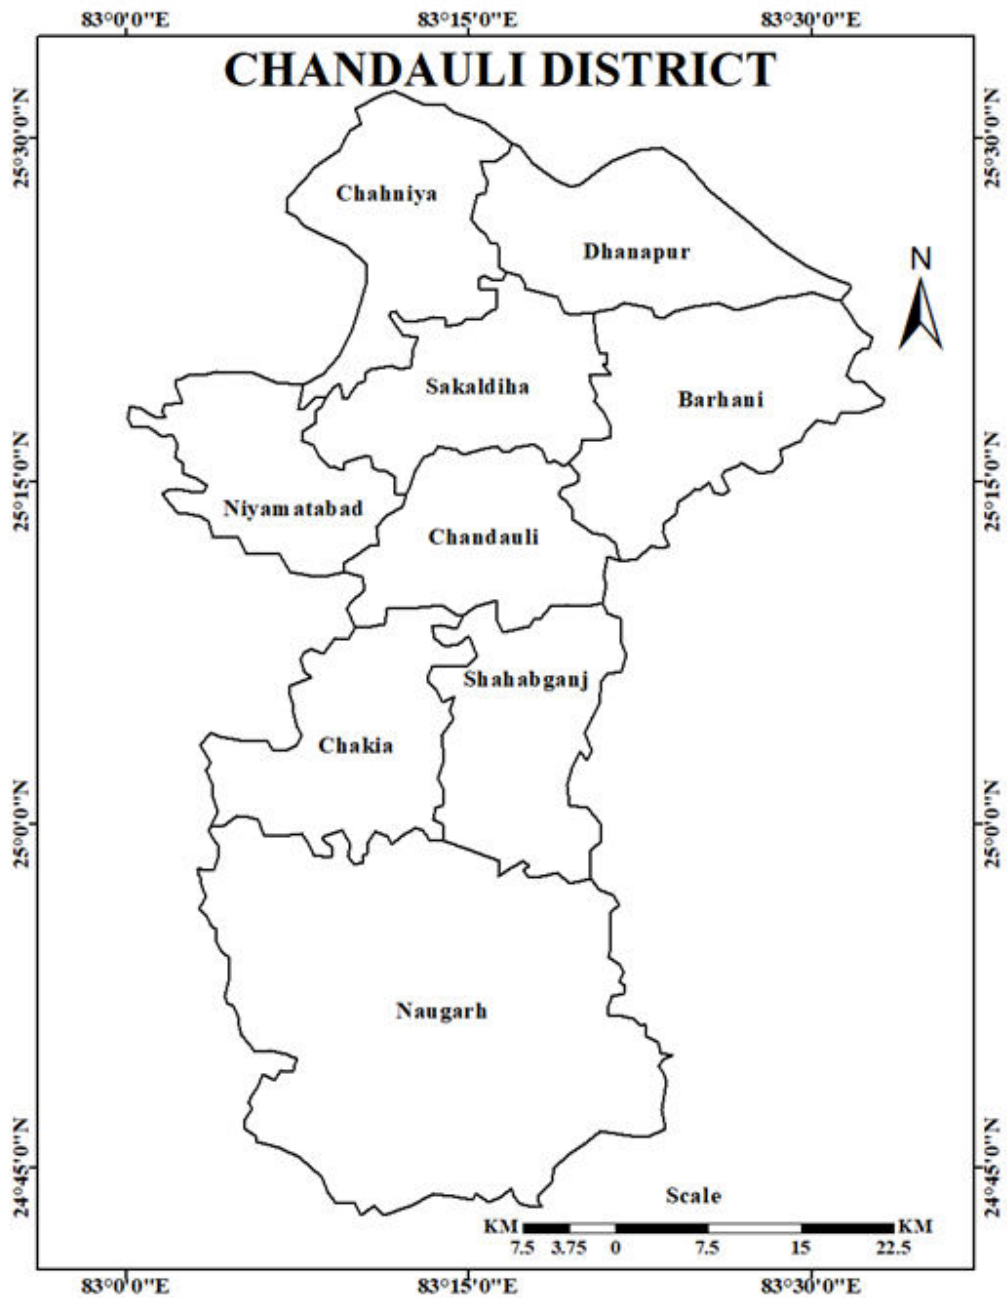 83°0'0"E 83°15'0"E 83°30'0"E
CHANDAULI DISTRICT
25°30'0"N
25°30'0"N
Chahniya
Dhanapur
N
Sakaldiha
Barhani
25°15'0"N
25°15'0"N
Niyamatabad
Chandauli
Shahabganj
Chakia
25°0'0"N
25°0'0"N
Naugarh
24°45'0"N
24°45'0"N
Scale
KM KM
7.5 3.75 0 7.5 15 22.5
83°0'0"E 83°15'0"E 83°30'0"E